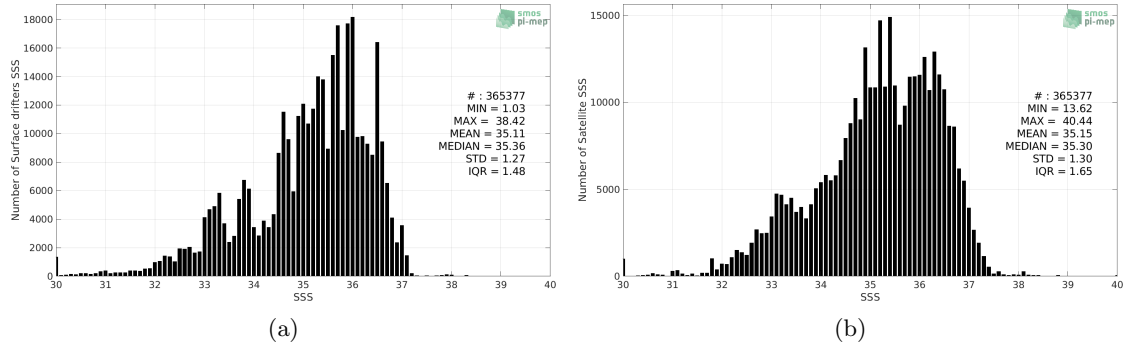 smos
pi-mep
Number of Surface drifters SSS
18000
16000
14000
12000
10000
8000
6000
4000
2000
0
# : 365377
MIN = 1.03
MAX = 38.42
MEAN = 35.11
MEDIAN = 35.36
STD = 1.27
IQR = 1.48
30 31 32 33 34 35 36 37 38 39 40
SSS
(a)
smos
pi-mep
Number of Satellite SSS
15000
10000
5000
0
# : 365377
MIN = 13.62
MAX = 40.44
MEAN = 35.15
MEDIAN = 35.30
STD = 1.30
IQR = 1.65
30 31 32 33 34 35 36 37 38 39 40
SSS
(b)